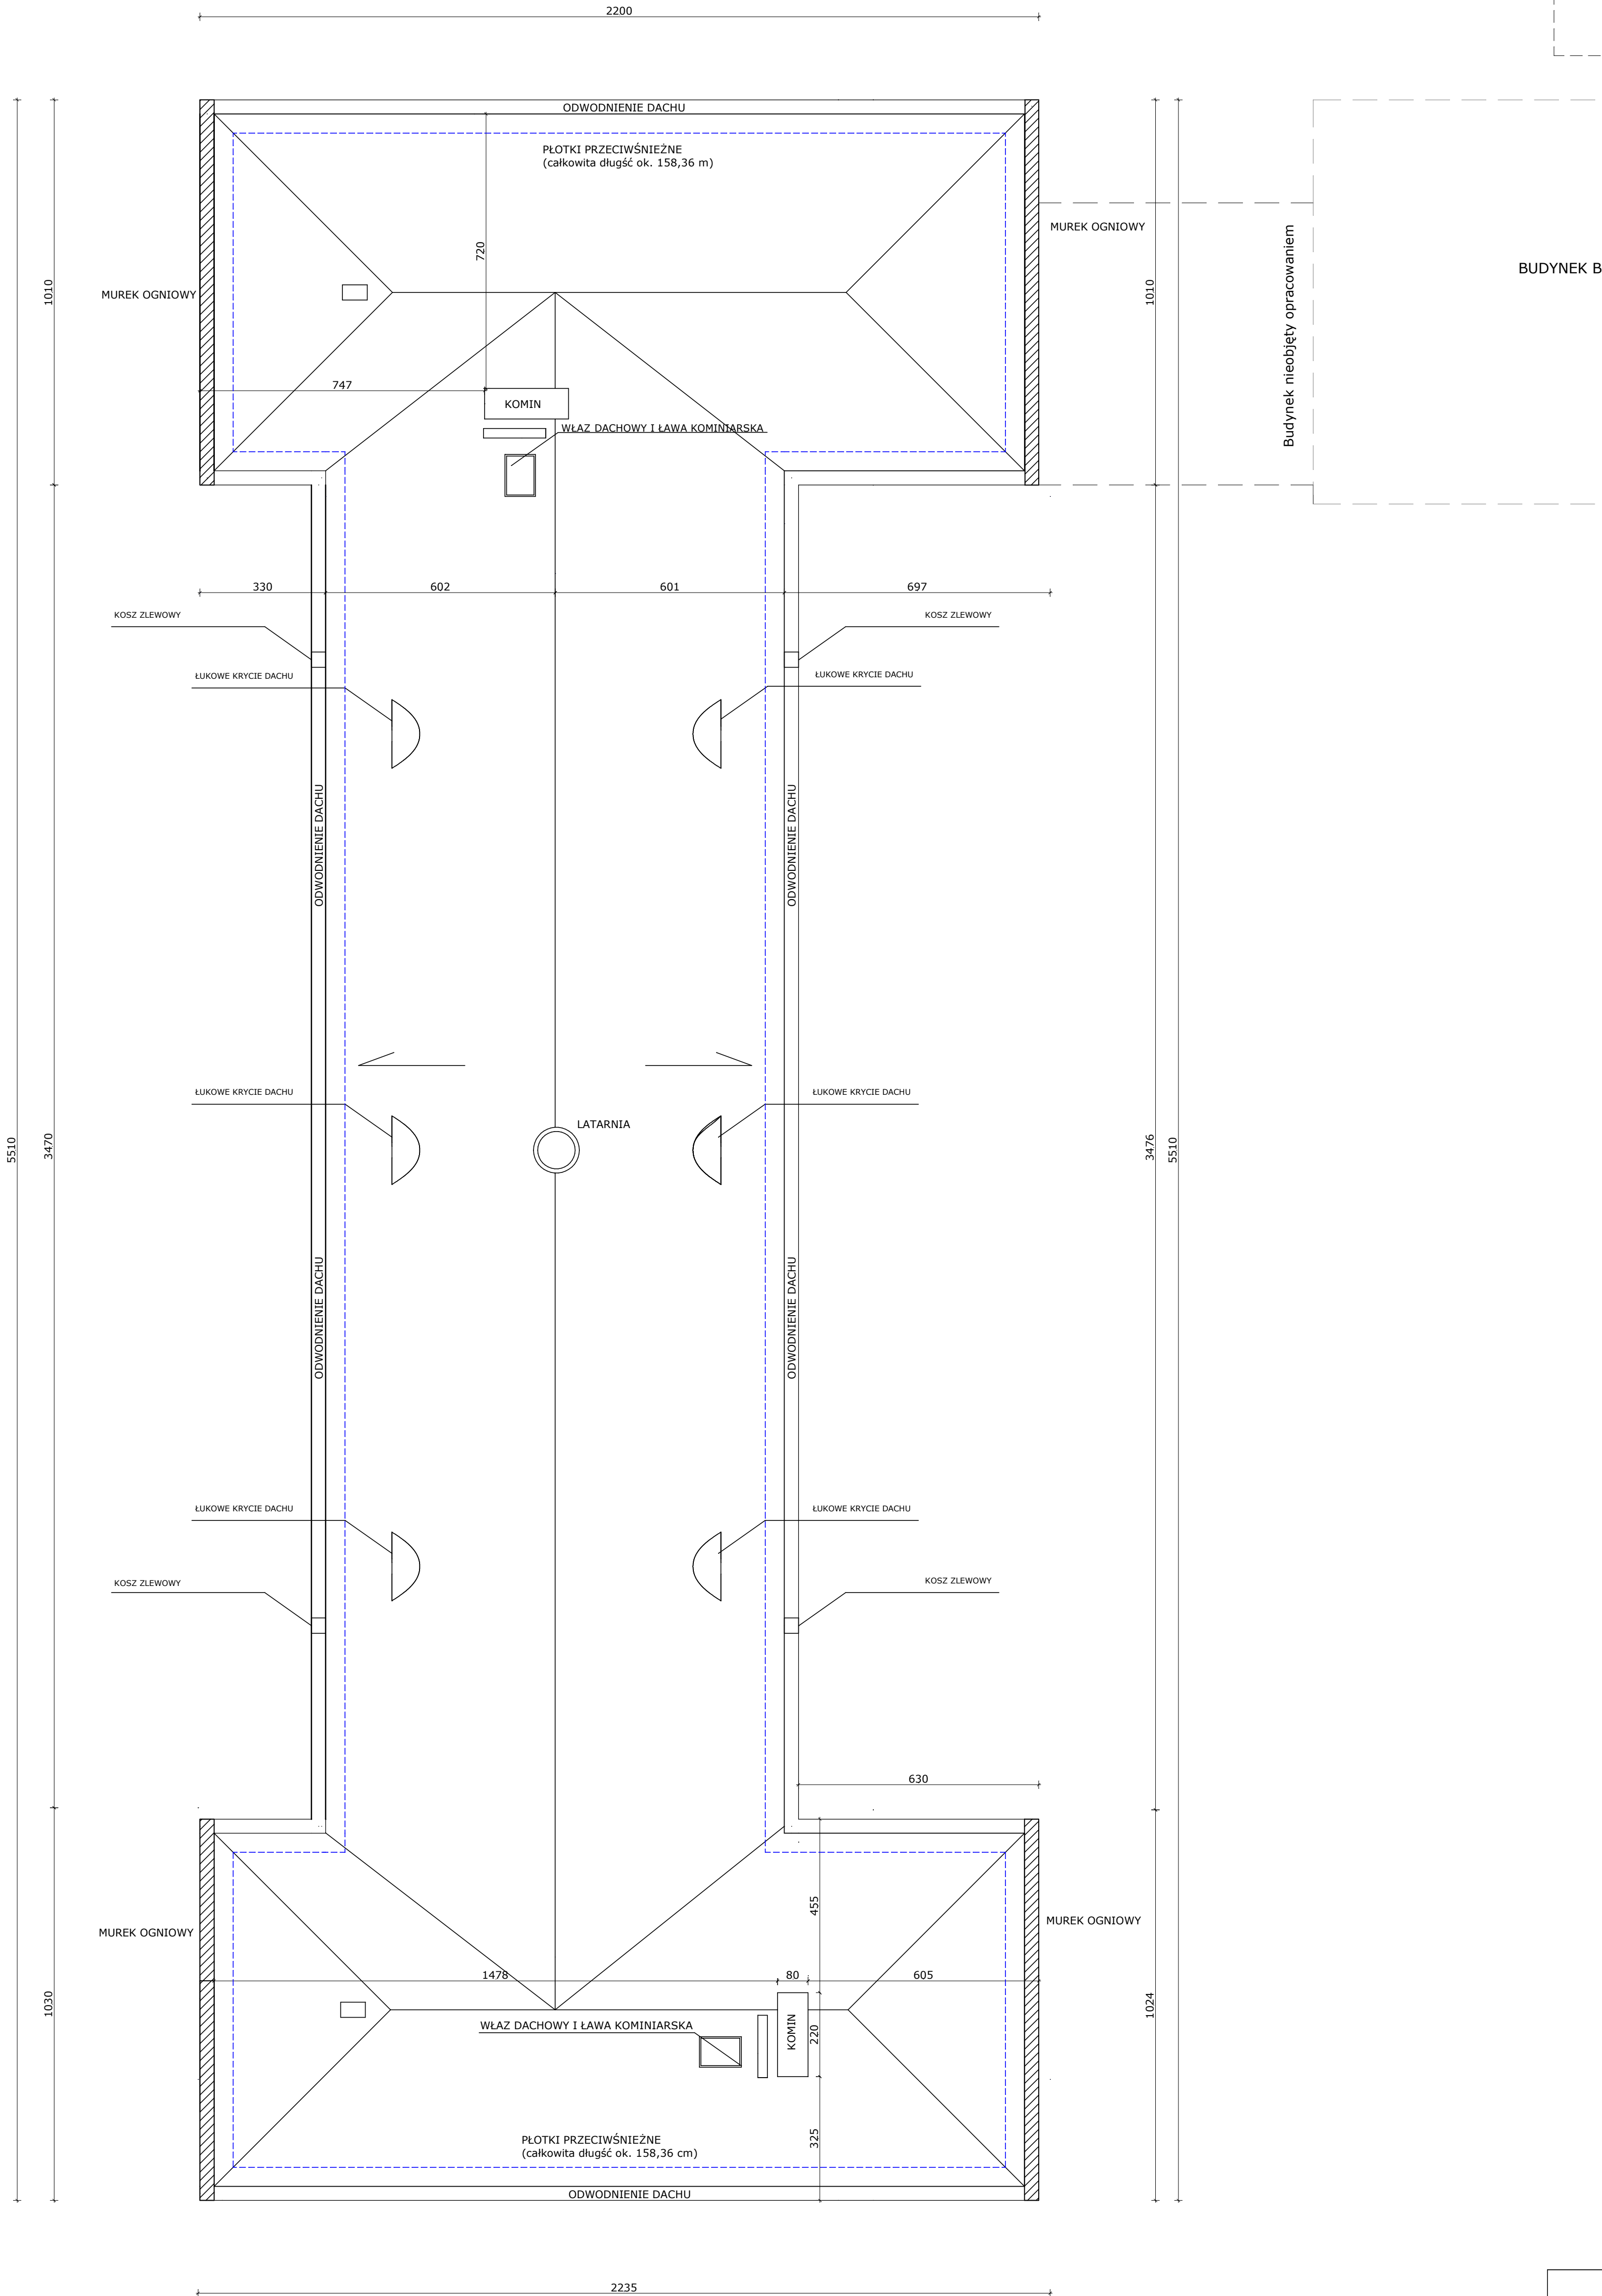 2200
ODWODNIENIE DACHU
PŁOTKI PRZECIWŚNIEŻNE
(całkowita długść ok. 158,36 m)
MUREK OGNIOWY
720
Budynek nieobjęty opracowaniem
BUDYNEK B
1010
MUREK OGNIOWY
1010
747
KOMIN
WŁAZ DACHOWY I ŁAWA KOMINIARSKA
330
602
601
697
KOSZ ZLEWOWY
KOSZ ZLEWOWY
ŁUKOWE KRYCIE DACHU
ŁUKOWE KRYCIE DACHU
ODWODNIENIE DACHU
ODWODNIENIE DACHU
ŁUKOWE KRYCIE DACHU
ŁUKOWE KRYCIE DACHU
LATARNIA
5510
3470
3476
5510
ODWODNIENIE DACHU
ODWODNIENIE DACHU
ŁUKOWE KRYCIE DACHU
ŁUKOWE KRYCIE DACHU
KOSZ ZLEWOWY
KOSZ ZLEWOWY
630
455
MUREK OGNIOWY
MUREK OGNIOWY
1478
80
605
1030
1024
WŁAZ DACHOWY I ŁAWA KOMINIARSKA
KOMIN
220
325
PŁOTKI PRZECIWŚNIEŻNE
(całkowita długść ok. 158,36 cm)
ODWODNIENIE DACHU
2235